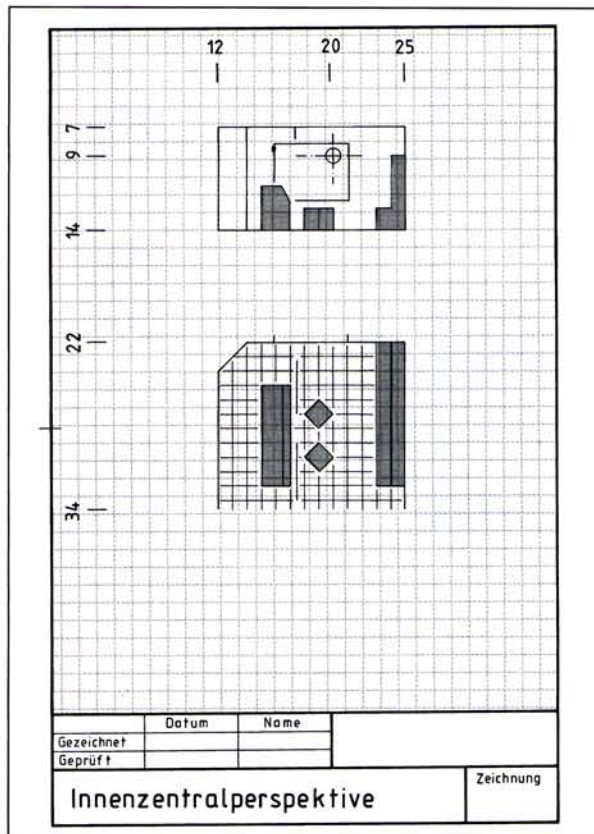 12 20 25
7
9
14
22
34
Datum Name
Gezeichnet
Geprüft
Innenzentralperspektive
Zeichnung